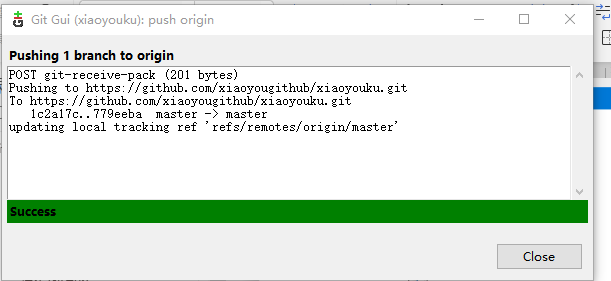 Git Gui (xiaoyouku): push origin
Pushing 1 branch to origin
POST git-receive-pack (201 bytes)
Pushing to https://github.com/xiaoyougithub/xiaoyouku.git
To https://github.com/xiaoyougithub/xiaoyouku.git
1c2a17c..779eeba master -> master
updating local tracking ref 'refs/remotes/origin/master'
Success
Close